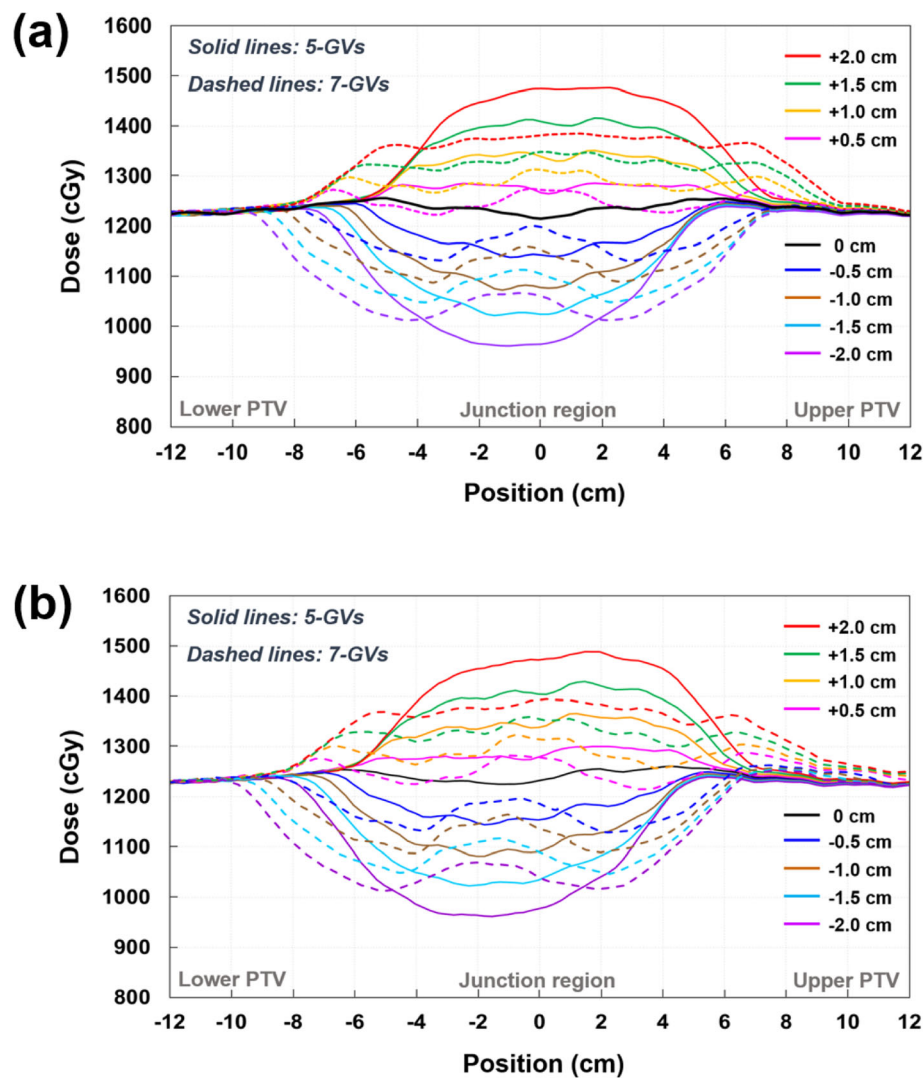 (a)
1600
1500
1400
1300
1200
1100
1000
900
800
Dose (cGy)
Solid lines: 5-GVs
Dashed lines: 7-GVs
+2.0 cm
+1.5 cm
+1.0 cm
+0.5 cm
0 cm
-0.5 cm
-1.0 cm
-1.5 cm
-2.0 cm
Lower PTV Junction region Upper PTV
-12 -10 -8 -6 -4 -2 0 2 4 6 8 10 12
Position (cm)
(b)
1600
1500
1400
1300
1200
1100
1000
900
800
Dose (cGy)
Solid lines: 5-GVs
Dashed lines: 7-GVs
+2.0 cm
+1.5 cm
+1.0 cm
+0.5 cm
0 cm
-0.5 cm
-1.0 cm
-1.5 cm
-2.0 cm
Lower PTV Junction region Upper PTV
-12 -10 -8 -6 -4 -2 0 2 4 6 8 10 12
Position (cm)